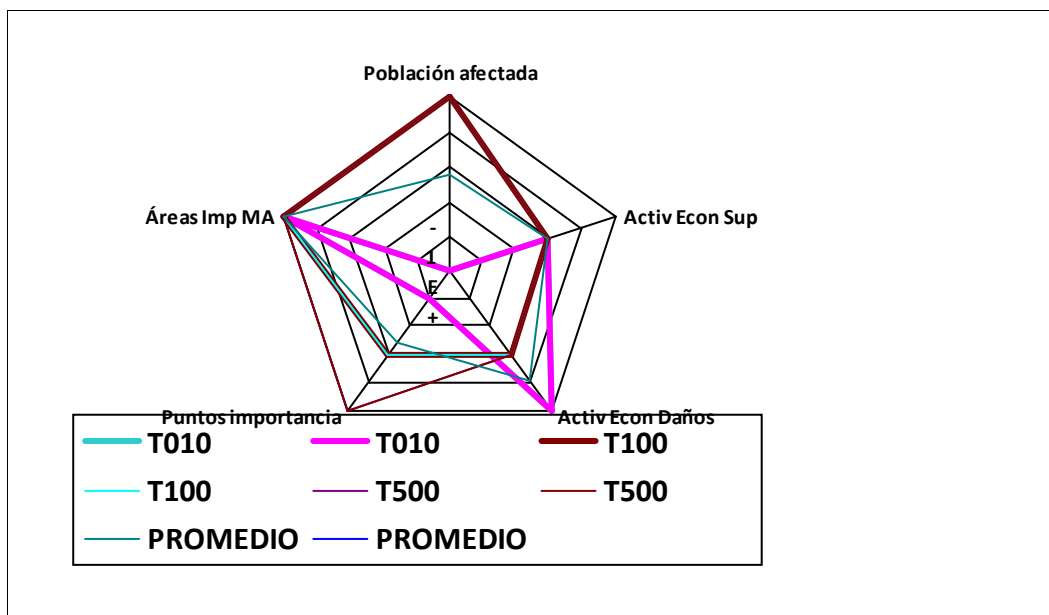 Población afectada
Áreas Imp MA
Activ Econ Sup
-
I
E
+
Puntos importancia
Activ Econ Daños
T010 T010 T100
T100 T500 T500
PROMEDIO PROMEDIO